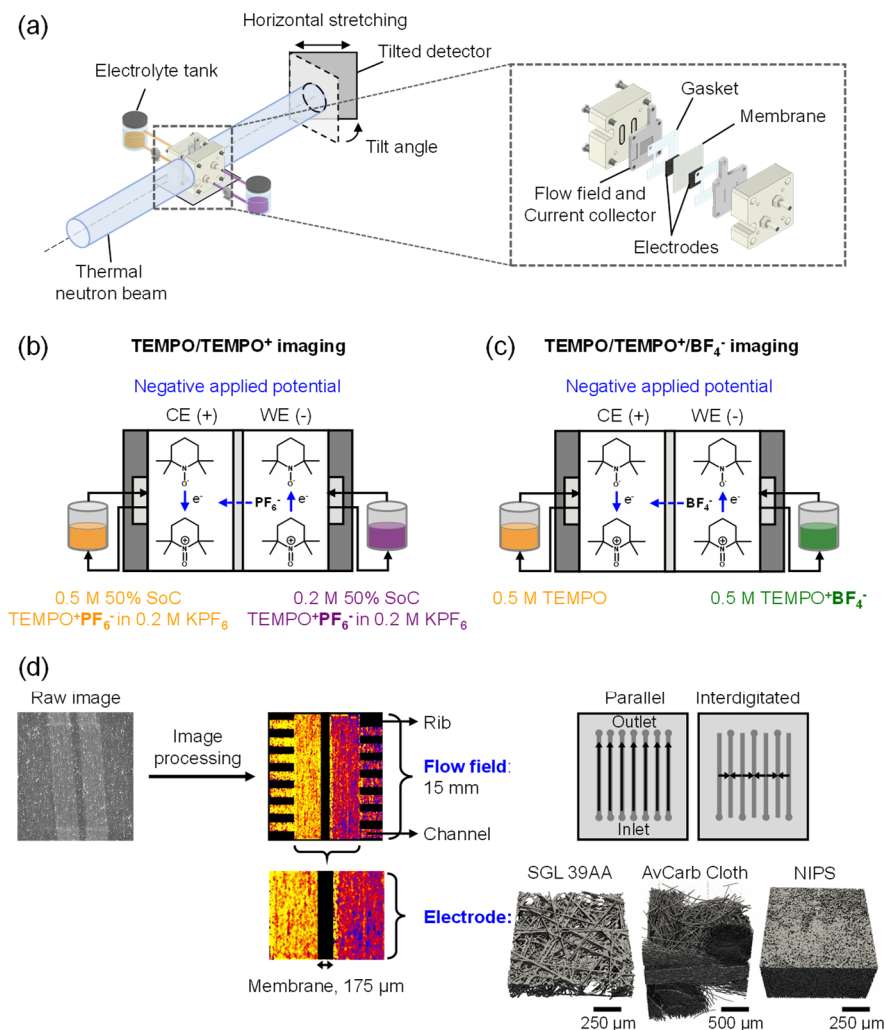 (a)
Horizontal stretching
Tilted detector
Electrolyte tank
Tilt angle
Thermal
neutron beam
Gasket
Membrane
Flow field and
Current collector
Electrodes
(b)
TEMPO/TEMPO⁺ imaging
Negative applied potential
CE (+)
WE (-)
N
O·
e⁻
PF₆⁻
N
O·
e⁻
⊕
N
O
⊕
N
O
0.5 M 50% SoC
TEMPO⁺PF₆⁻ in 0.2 M KPF₆
0.2 M 50% SoC
TEMPO⁺PF₆⁻ in 0.2 M KPF₆
(c)
TEMPO/TEMPO⁺/BF₄⁻ imaging
Negative applied potential
CE (+)
WE (-)
N
O·
e⁻
BF₄⁻
N
O·
e⁻
⊕
N
O
⊕
N
O
0.5 M TEMPO
0.5 M TEMPO⁺BF₄⁻
(d)
Raw image
Image
processing
Rib
Flow field:
15 mm
Channel
Electrode:
Membrane, 175 µm
Parallel
Outlet
Inlet
Interdigitated
SGL 39AA
AvCarb Cloth
NIPS
250 µm
500 µm
250 µm